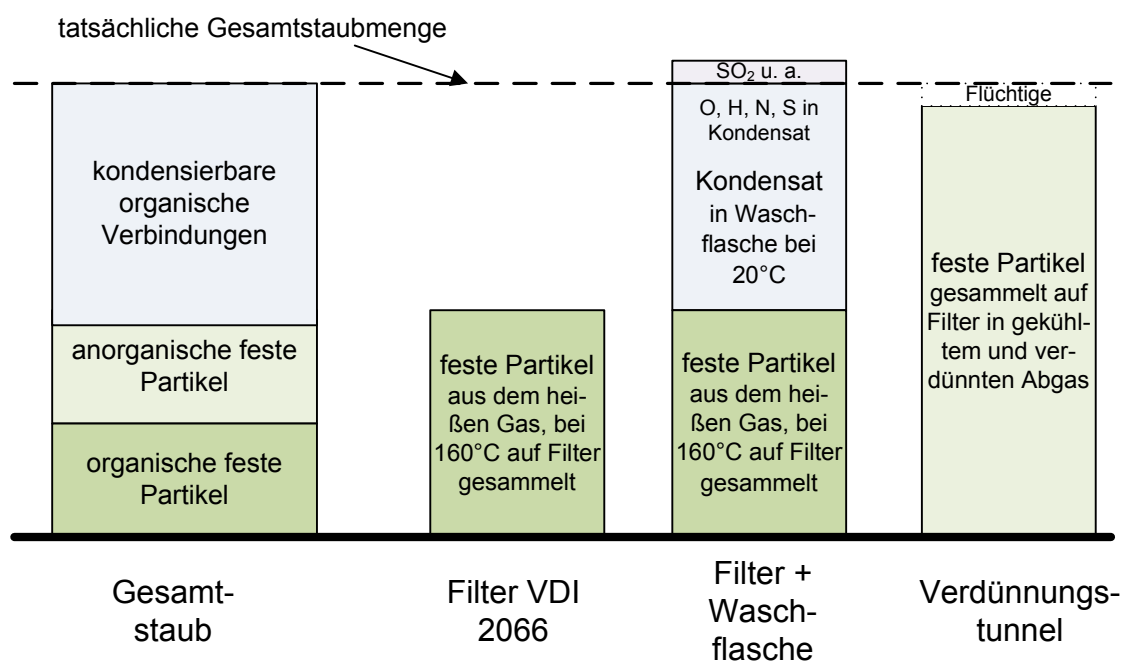 tatsächliche Gesamtstaubmenge
kondensierbare
organische
Verbindungen
anorganische feste
Partikel
organische feste
Partikel
feste Partikel
aus dem hei-
ßen Gas, bei
160°C auf Filter
gesammelt
SO₂ u. a.
O, H, N, S in
Kondensat
Kondensat
in Wasch-
flasche bei
20°C
feste Partikel
aus dem hei-
ßen Gas, bei
160°C auf Filter
gesammelt
Flüchtige
feste Partikel
gesammelt auf
Filter in gekühl-
tem und ver-
dünnten Abgas
Gesamt-
staub
Filter VDI
2066
Filter +
Wasch-
flasche
Verdünnungs-
tunnel